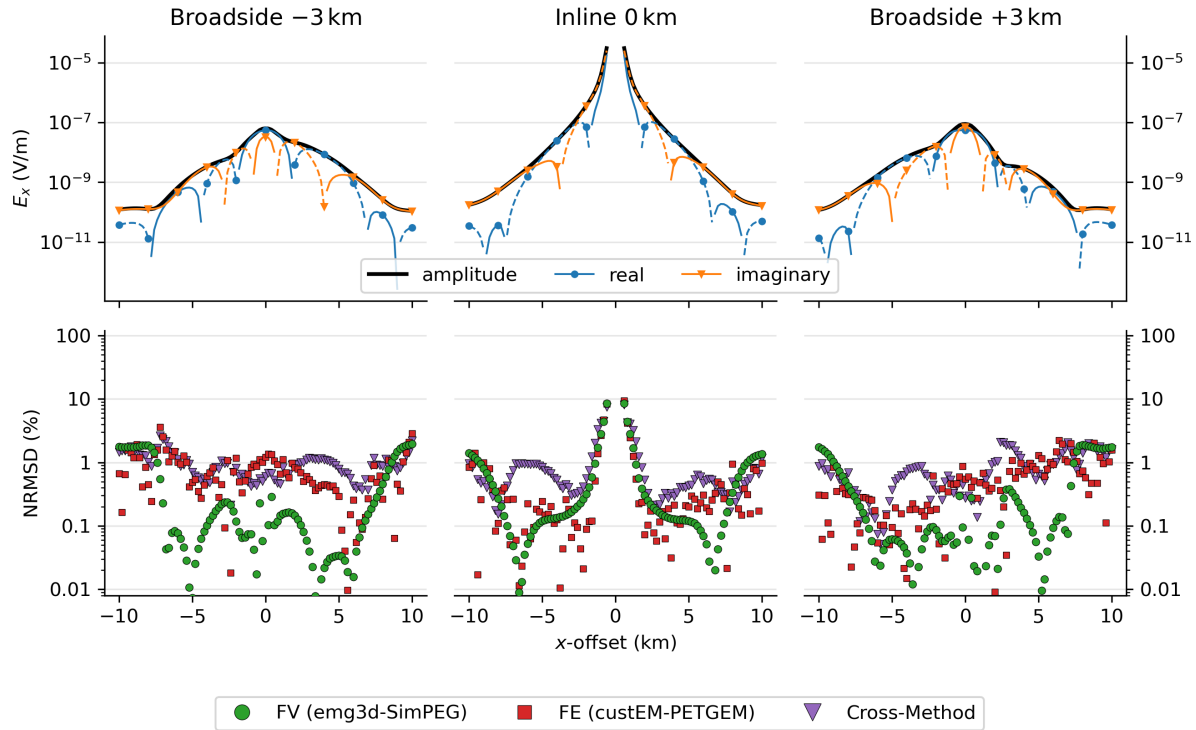 Broadside −3 km Inline 0 km Broadside +3 km
10⁻⁵ 10⁻⁵
10⁻⁷ 10⁻⁷
10⁻⁹ 10⁻⁹
10⁻¹¹ 10⁻¹¹
Eₓ (V/m)
amplitude real imaginary
100 100
10 10
1 1
0.1 0.1
0.01 0.01
NRMSD (%)
−10 −5 0 5 10 −10 −5 0 5 10 −10 −5 0 5 10
x-offset (km)
FV (emg3d-SimPEG) FE (custEM-PETGEM) Cross-Method